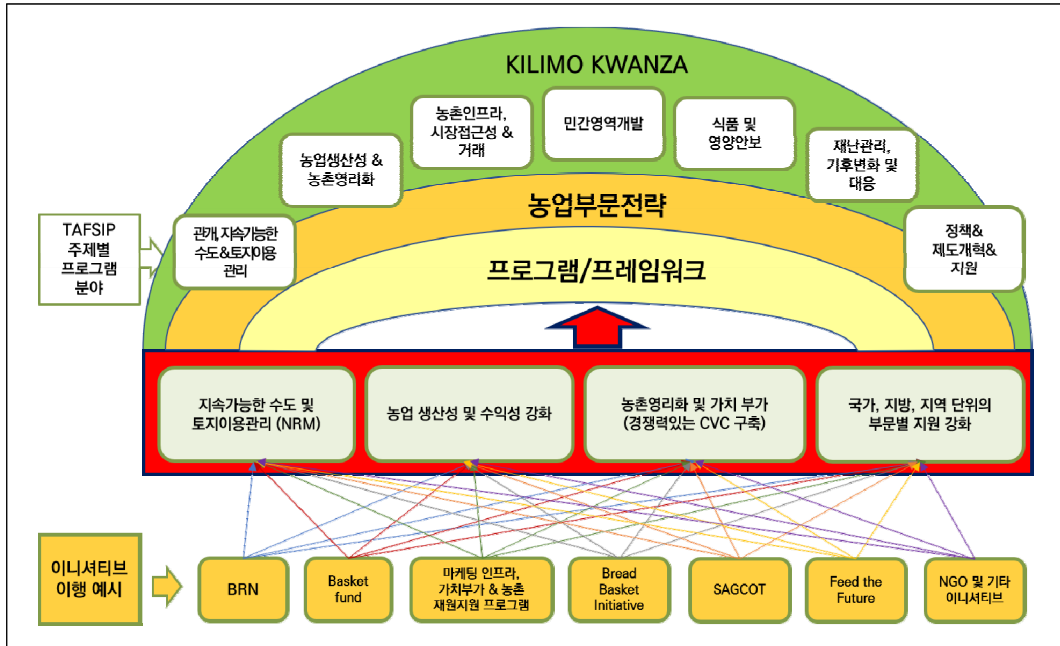 KILIMO KWANZA
농촌인프라,
시장접근성 &
거래
민간영역개발
식품 및
영양안보
농업생산성 &
농촌영리화
재난관리,
기후변화 및
대응
농업부문전략
TAFSIP
주제별
프로그램
분야
관개, 지속가능한
수도&토지이용
관리
정책&
제도개혁&
지원
프로그램/프레임워크
지속가능한 수도 및
토지이용관리 (NRM)
농업 생산성 및 수익성 강화
농촌영리화 및 가치 부가
(경쟁력있는 CVC 구축)
국가, 지방, 지역 단위의
부문별 지원 강화
이니셔티브
이행 예시
BRN
Basket
fund
마케팅 인프라,
가치부가 & 농촌
재원지원 프로그램
Bread
Basket
Initiative
SAGCOT
Feed the
Future
NGO 및 기타
이니셔티브